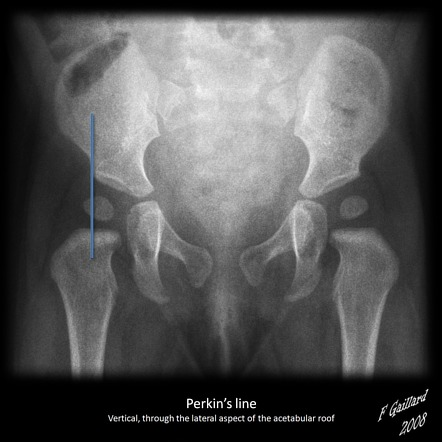 Perkin's line
Vertical, through the lateral aspect of the acetabular roof
F Gaillard
2008